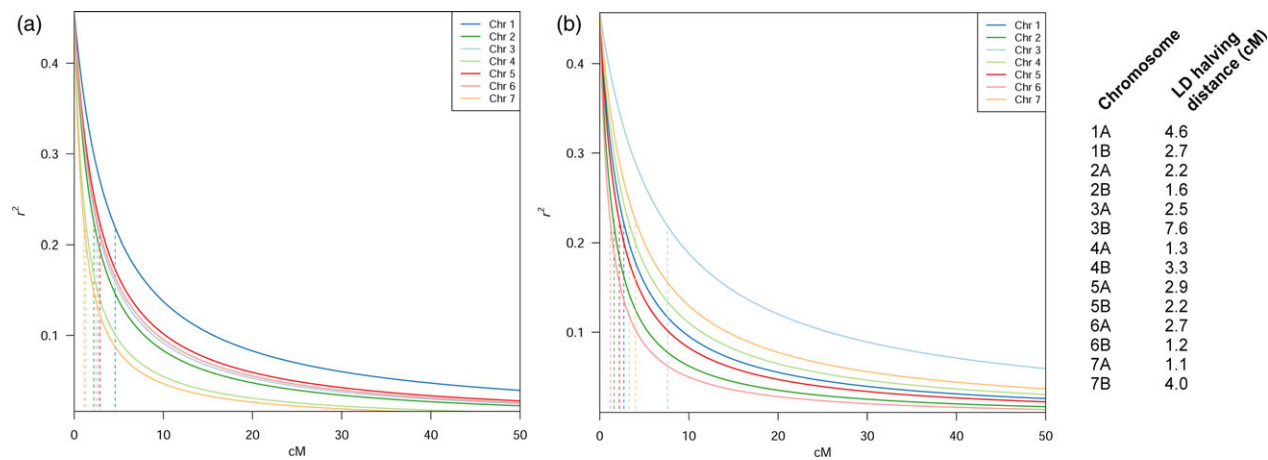 (a)
Chr 1
Chr 2
Chr 3
Chr 4
Chr 5
Chr 6
Chr 7
0.4
0.3
0.2
0.1
r²
0 10 20 30 40 50
cM
(b)
Chr 1
Chr 2
Chr 3
Chr 4
Chr 5
Chr 6
Chr 7
0.4
0.3
0.2
0.1
r²
0 10 20 30 40 50
cM
Chromosome
LD halving
distance (cM)
1A 4.6
1B 2.7
2A 2.2
2B 1.6
3A 2.5
3B 7.6
4A 1.3
4B 3.3
5A 2.9
5B 2.2
6A 2.7
6B 1.2
7A 1.1
7B 4.0